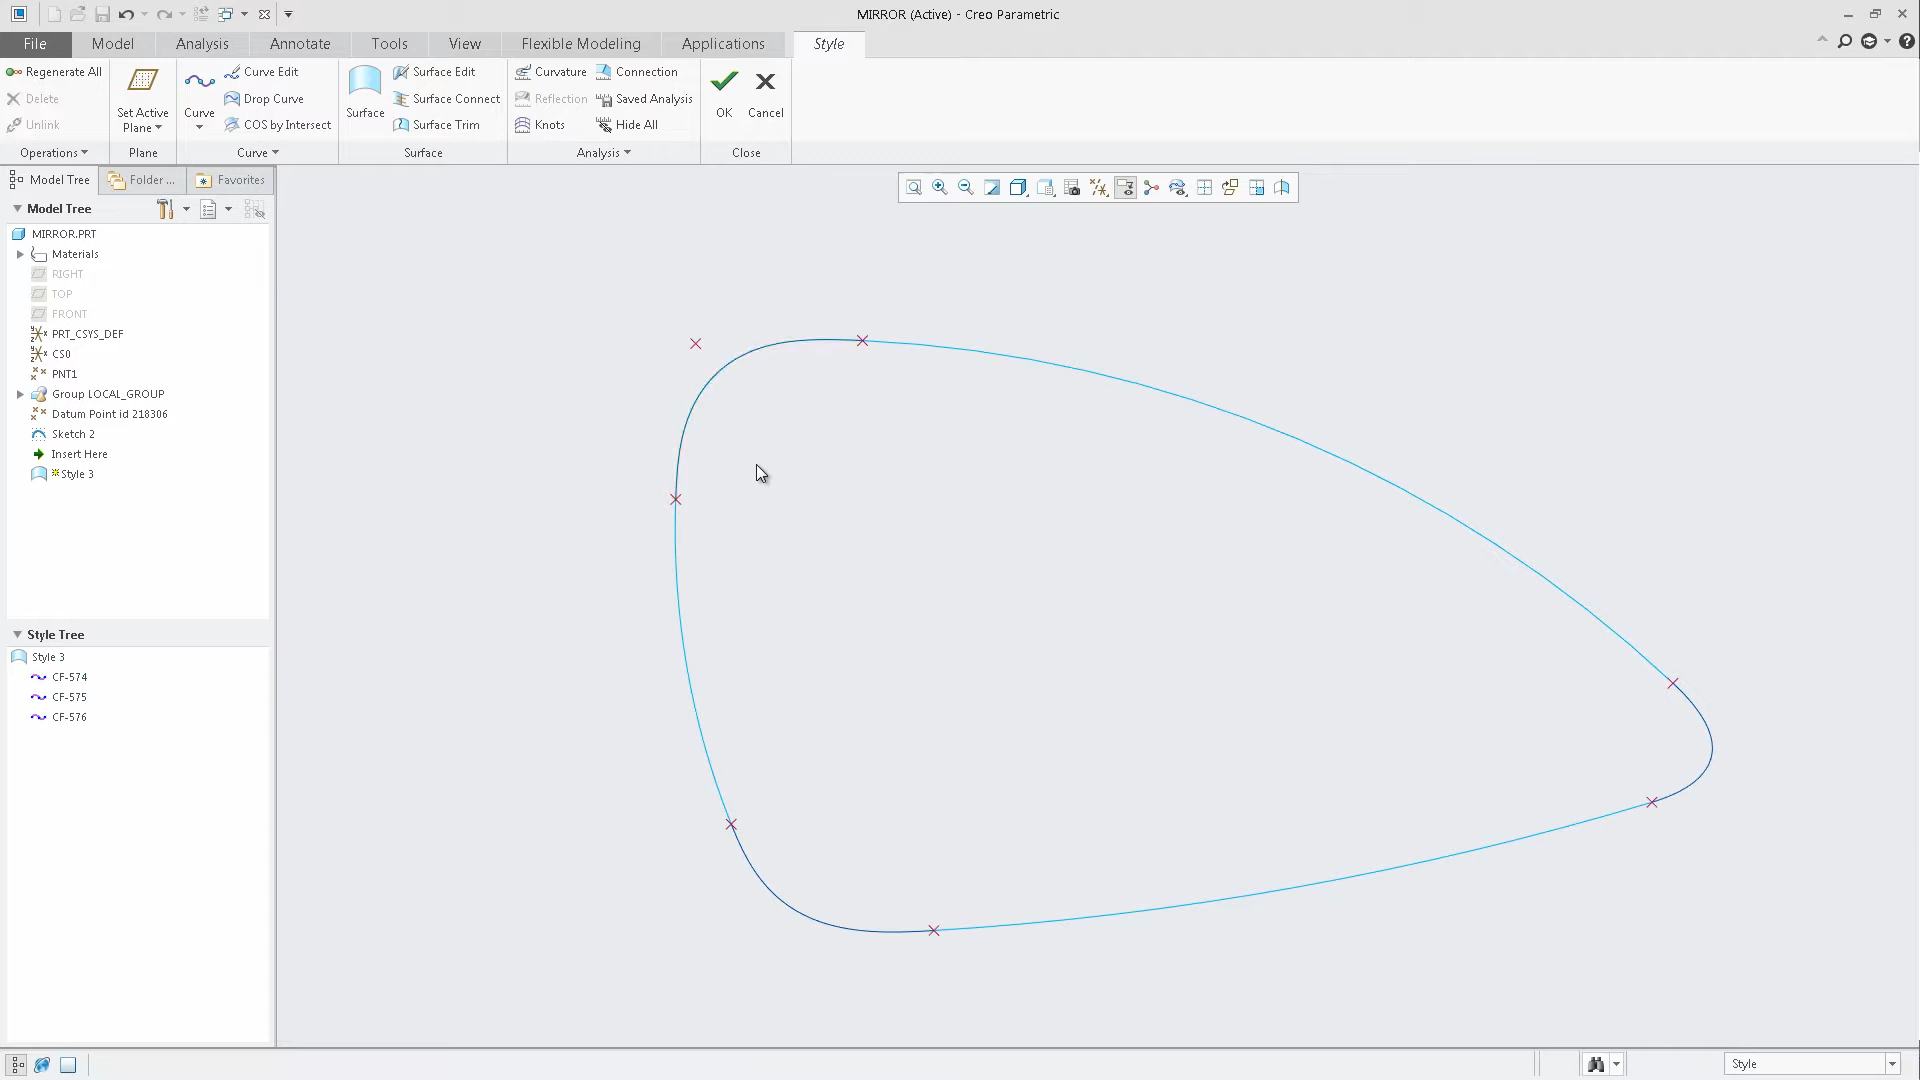 MIRROR (Active) - Creo Parametric
File Model Analysis Annotate Tools View Flexible Modeling Applications Style
Regenerate All
Delete
Unlink
Operations
Set Active
Plane
Plane
Curve
Curve Edit
Drop Curve
COS by Intersect
Curve
Surface
Surface Edit
Surface Connect
Surface Trim
Surface
Curvature
Reflection
Knots
Connection
Saved Analysis
Hide All
Analysis
OK
Cancel
Close
Model Tree Folder ... Favorites
Model Tree
MIRROR.PRT
Materials
RIGHT
TOP
FRONT
PRT_CSYS_DEF
CS0
PNT1
Group LOCAL_GROUP
Datum Point id 218306
Sketch 2
Insert Here
Style 3
Style Tree
Style 3
CF-574
CF-575
CF-576
Style